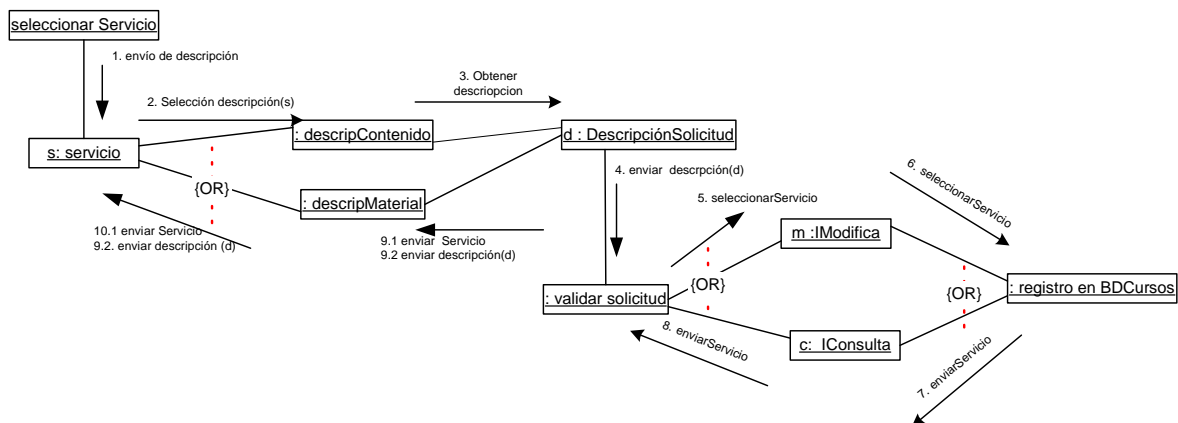 seleccionar Servicio
1. envío de descripción
2. Selección descripción(s)
3. Obtener
descriopcion
: descripContenido
d : DescripciónSolicitud
s: servicio
{OR}
: descripMaterial
4. enviar descrpción(d)
5. seleccionarServicio
6. seleccionarServicio
10.1 enviar Servicio
9.2. enviar descripción (d)
9.1 enviar Servicio
9.2 enviar descripción(d)
m :IModifica
{OR}
{OR}
: registro en BDCursos
: validar solicitud
8. enviarServicio
c: IConsulta
7. enviarServicio